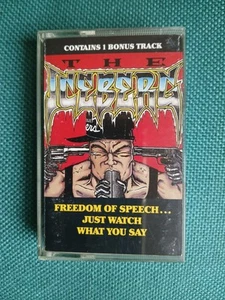 CONTAINS 1 BONUS TRACK
THE
ICEBERG
FREEDOM OF SPEECH...
JUST WATCH
WHAT YOU SAY